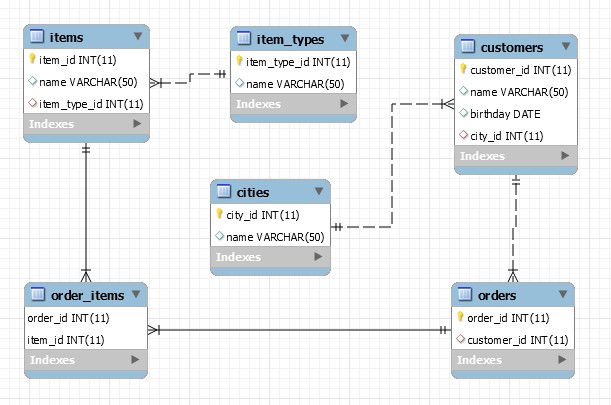 items
item_id INT(11)
name VARCHAR(50)
item_type_id INT(11)
Indexes
item_types
item_type_id INT(11)
name VARCHAR(50)
Indexes
customers
customer_id INT(11)
name VARCHAR(50)
birthday DATE
city_id INT(11)
Indexes
cities
city_id INT(11)
name VARCHAR(50)
Indexes
order_items
order_id INT(11)
item_id INT(11)
Indexes
orders
order_id INT(11)
customer_id INT(11)
Indexes